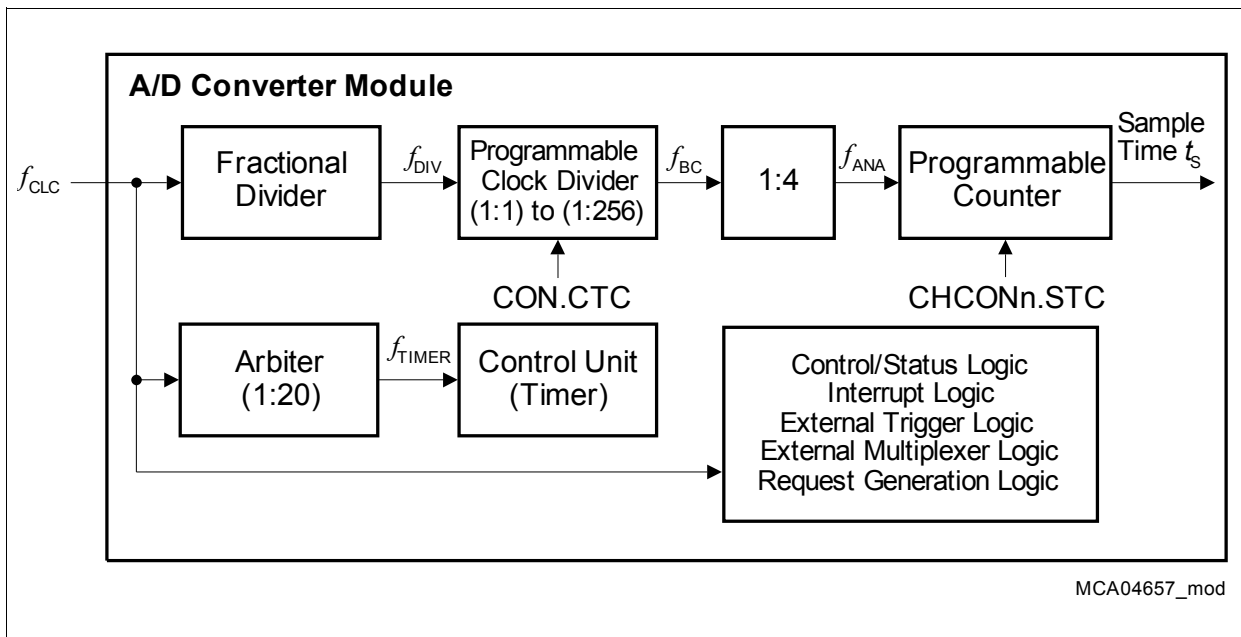 A/D Converter Module
fCLC
Fractional
Divider
fDIV
Programmable
Clock Divider
(1:1) to (1:256)
fBC
1:4
fANA
Programmable
Counter
Sample
Time tS
CON.CTC
CHCONn.STC
Arbiter
(1:20)
fTIMER
Control Unit
(Timer)
Control/Status Logic
Interrupt Logic
External Trigger Logic
External Multiplexer Logic
Request Generation Logic
MCA04657_mod